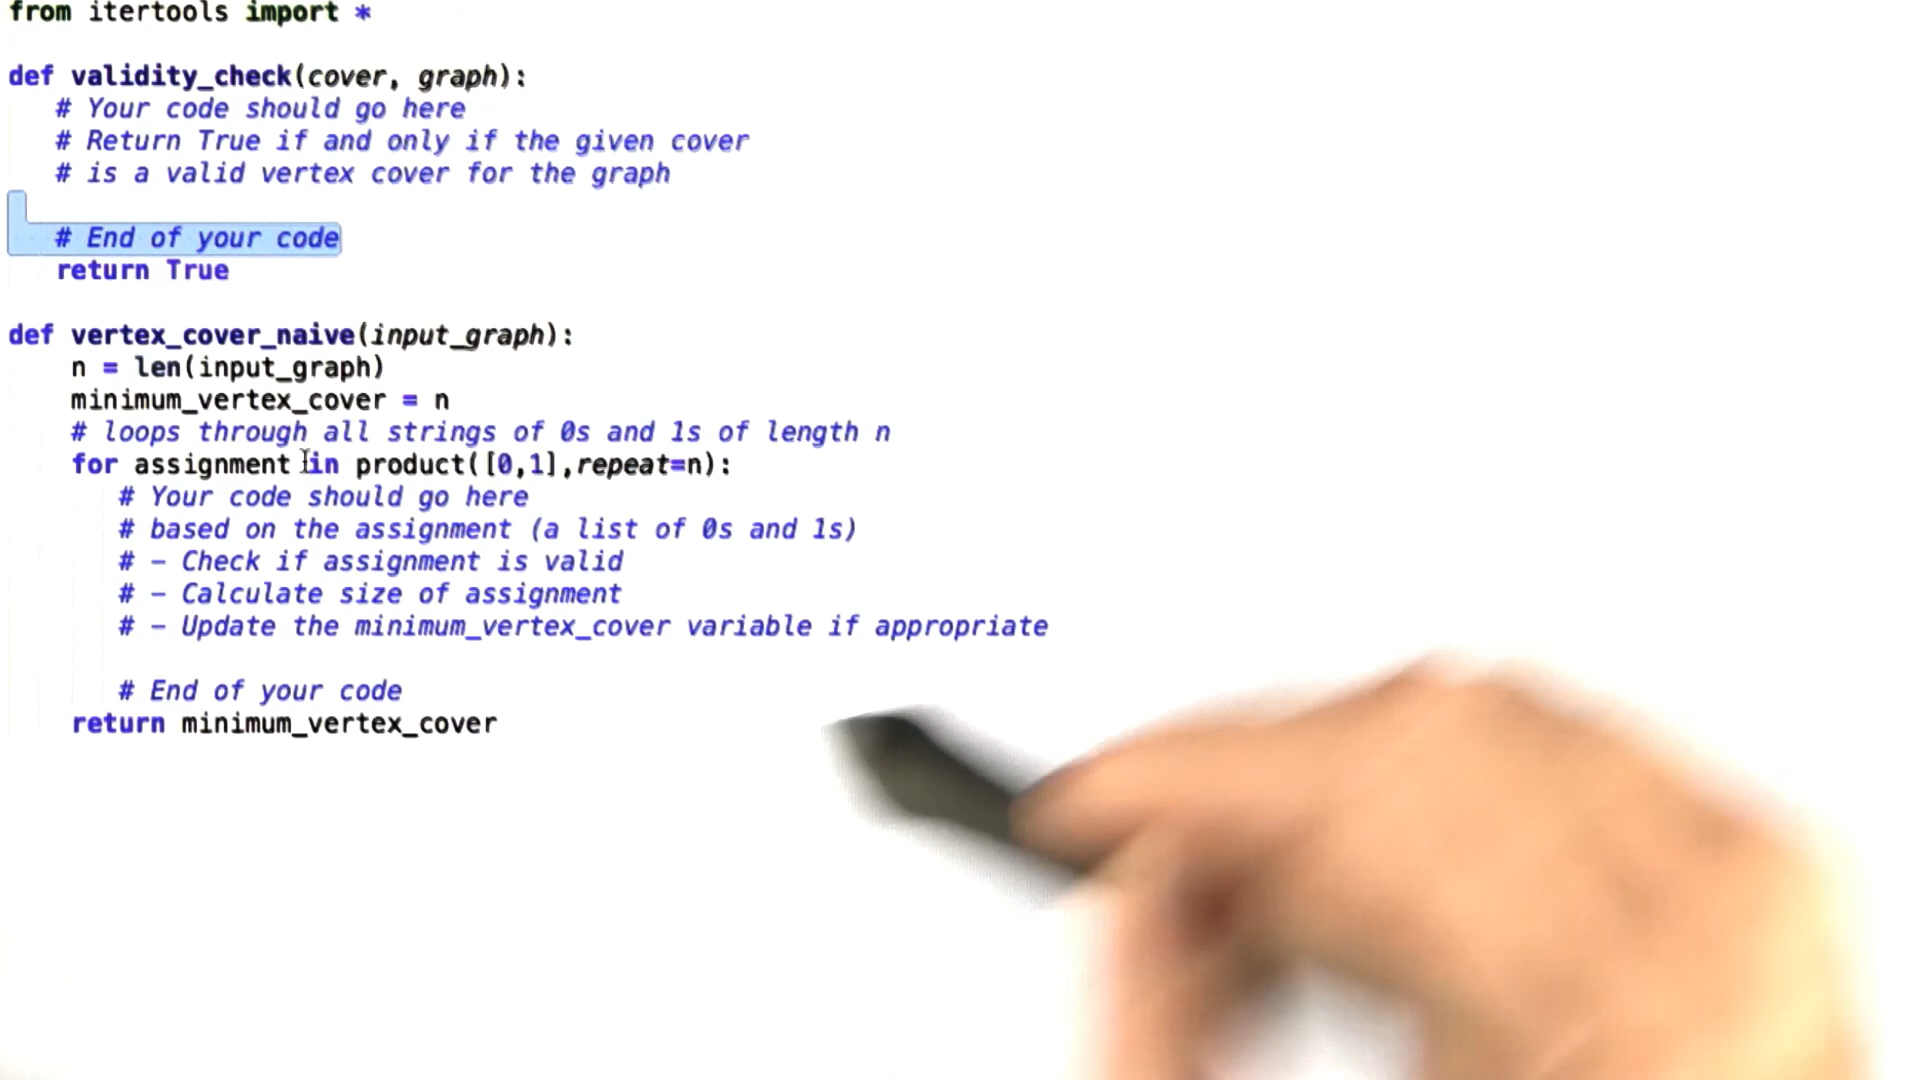 from itertools import *
def validity_check(cover, graph):
# Your code should go here
# Return True if and only if the given cover
# is a valid vertex cover for the graph
# End of your code
return True
def vertex_cover_naive(input_graph):
n = len(input_graph)
minimum_vertex_cover = n
# loops through all strings of 0s and 1s of length n
for assignment in product([0,1],repeat=n):
# Your code should go here
# based on the assignment (a list of 0s and 1s)
# – Check if assignment is valid
# – Calculate size of assignment
# – Update the minimum_vertex_cover variable if appropriate
# End of your code
return minimum_vertex_cover